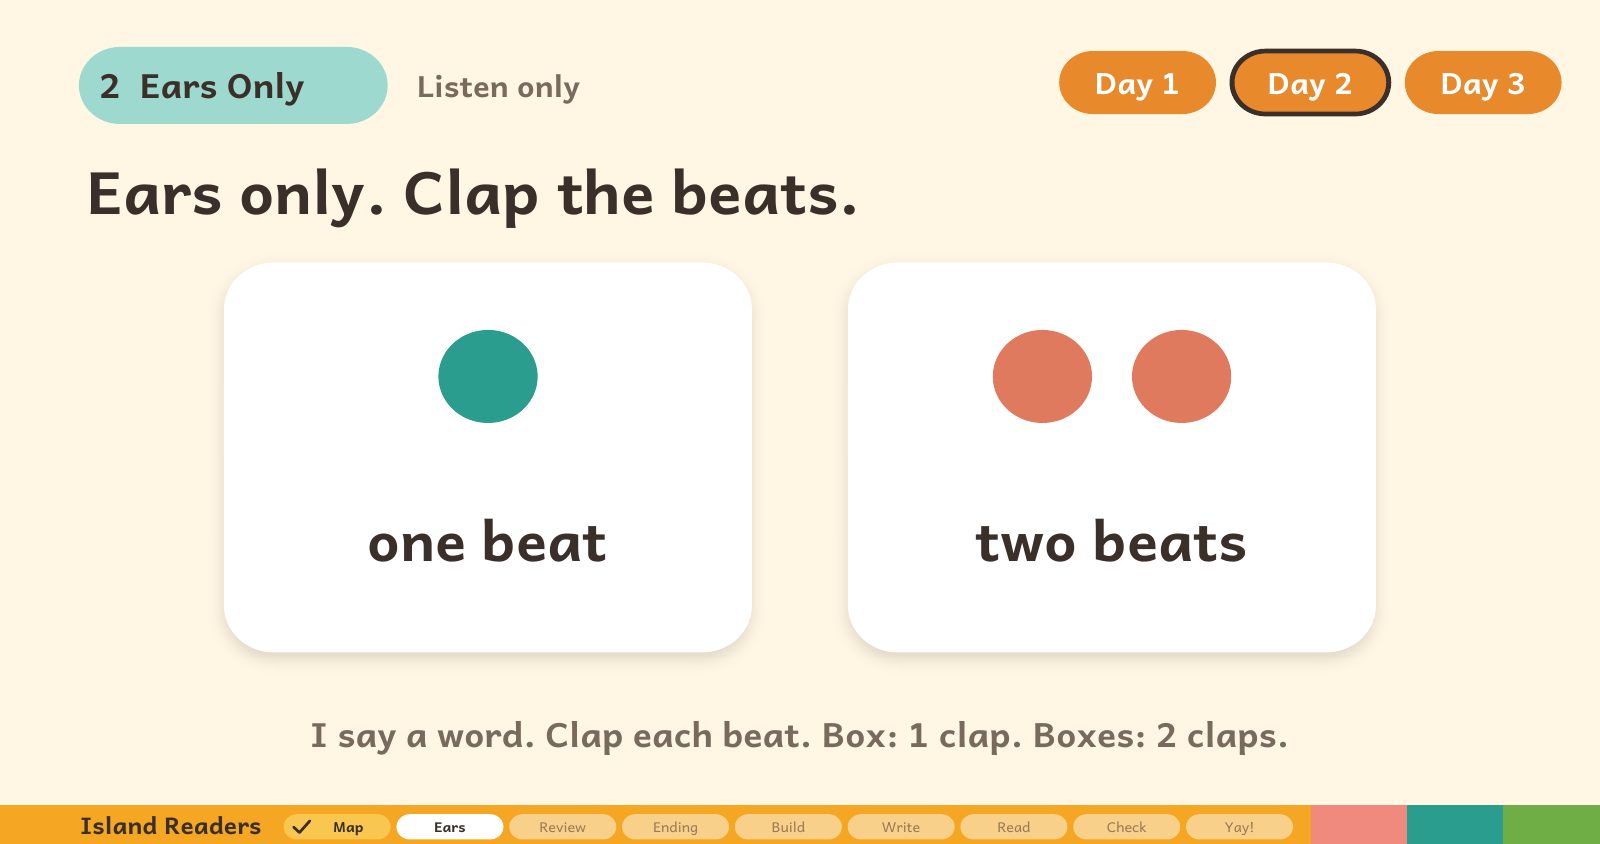 2 Ears Only
Listen only
Day 1
Day 2
Day 3
Ears only. Clap the beats.
one beat
two beats
I say a word. Clap each beat. Box: 1 clap. Boxes: 2 claps.
Island Readers
Map
Ears
Review
Ending
Build
Write
Read
Check
Yay!